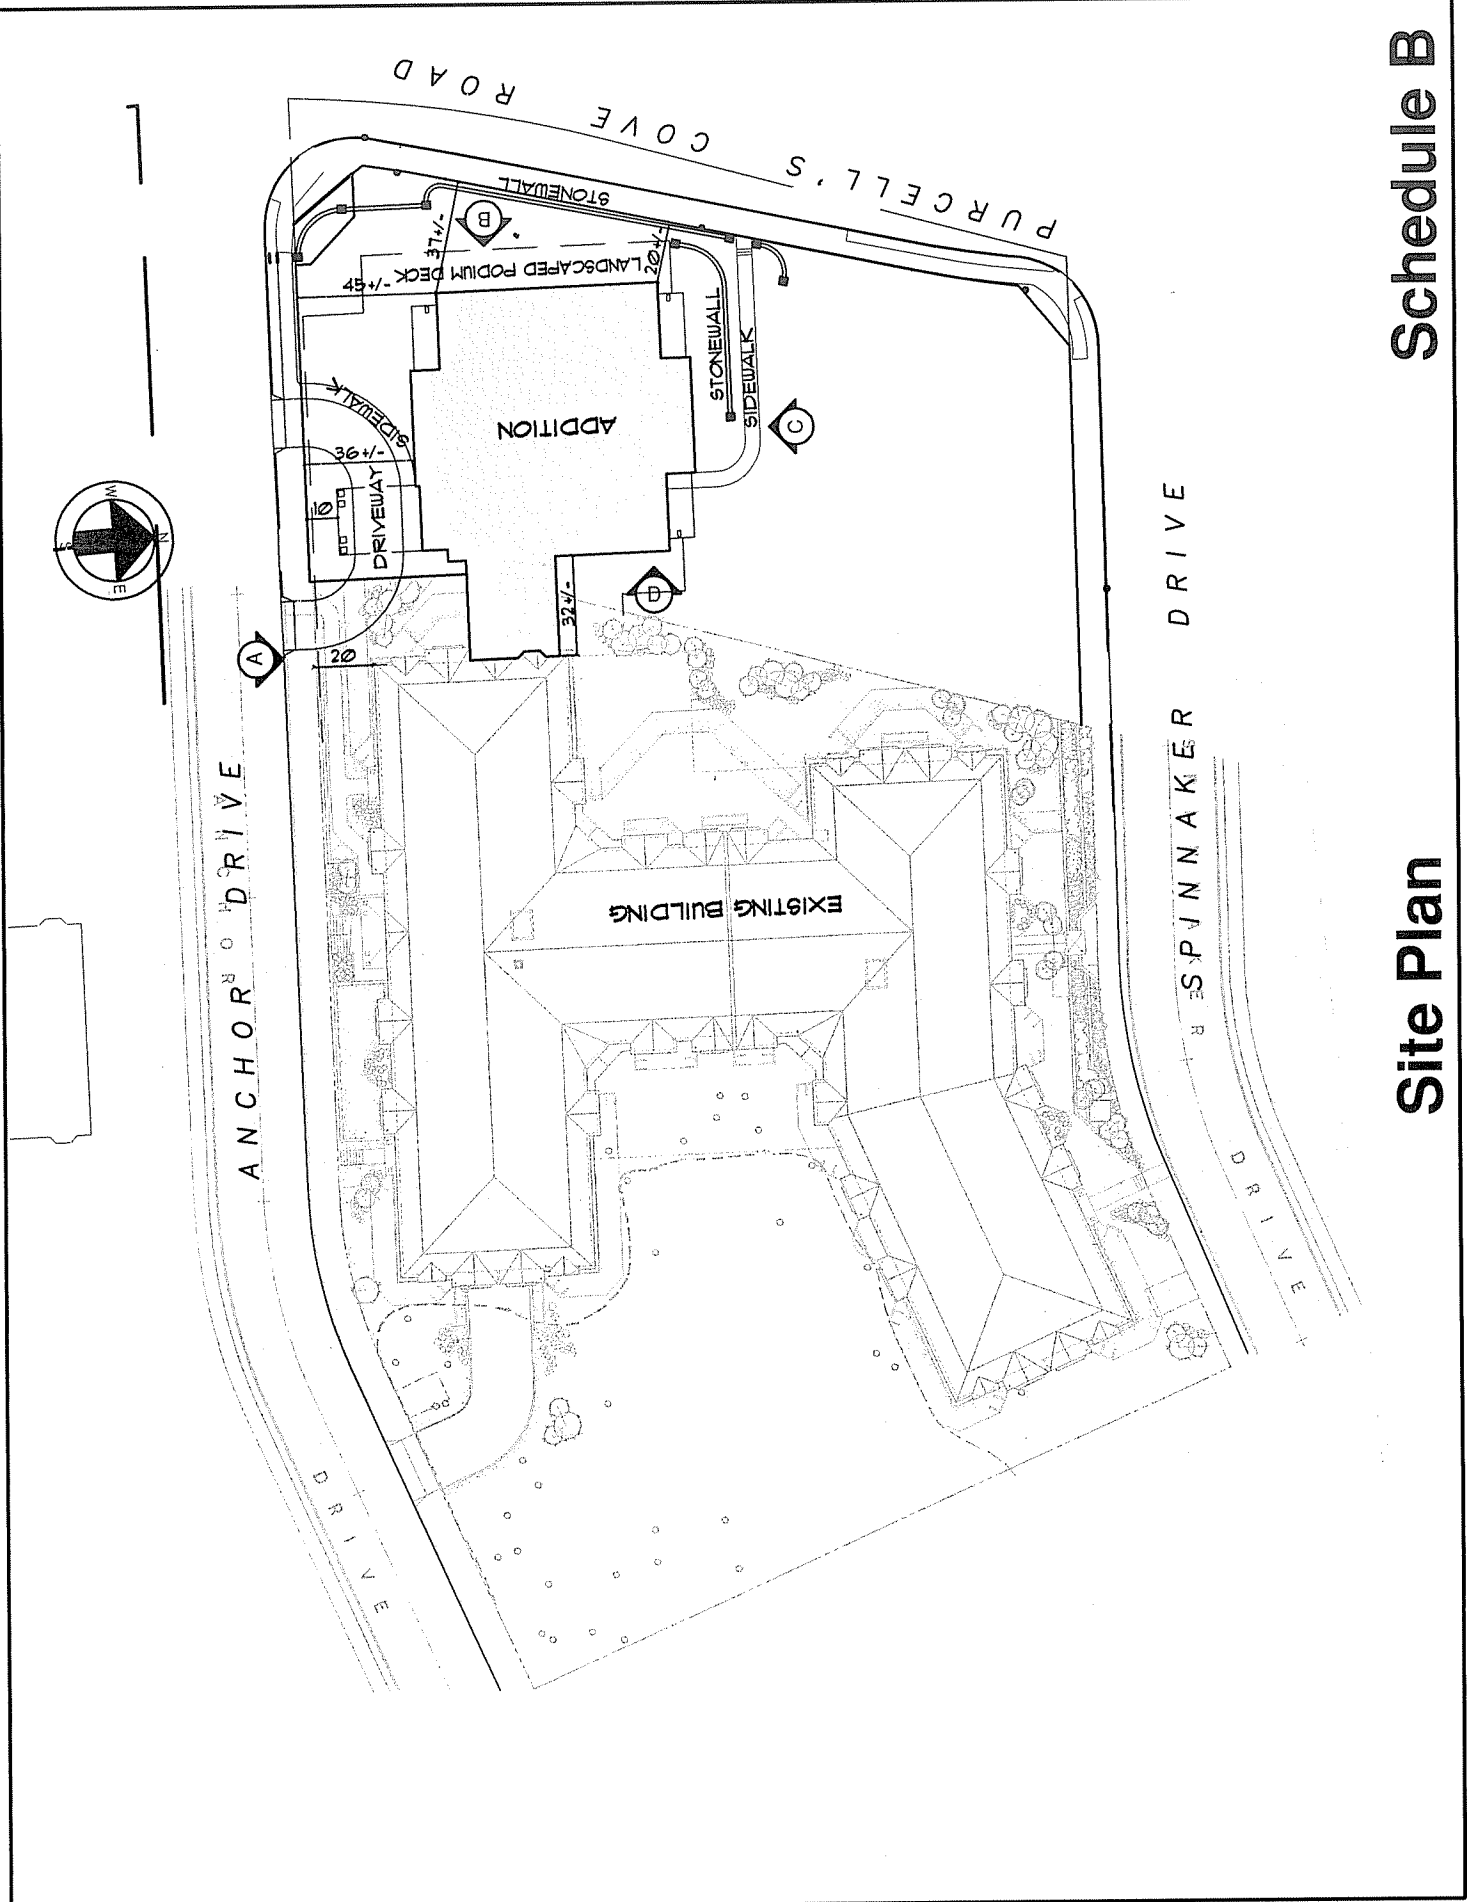 Site Plan
Schedule B
PURCELL'S COVE ROAD
STONEWALL
B
37+/-
20+/-
LANDSCAPED PODIUM DECK
45+/-
STONEWALL
SIDEWALK
SIDEWALK
ADDITION
C
36+/-
10
DRIVEWAY
W
N
E
D
32+/-
A
20
ANCHOR DRIVE
DRIVE
EXISTING BUILDING
SPINNAKER DRIVE
DRIVE